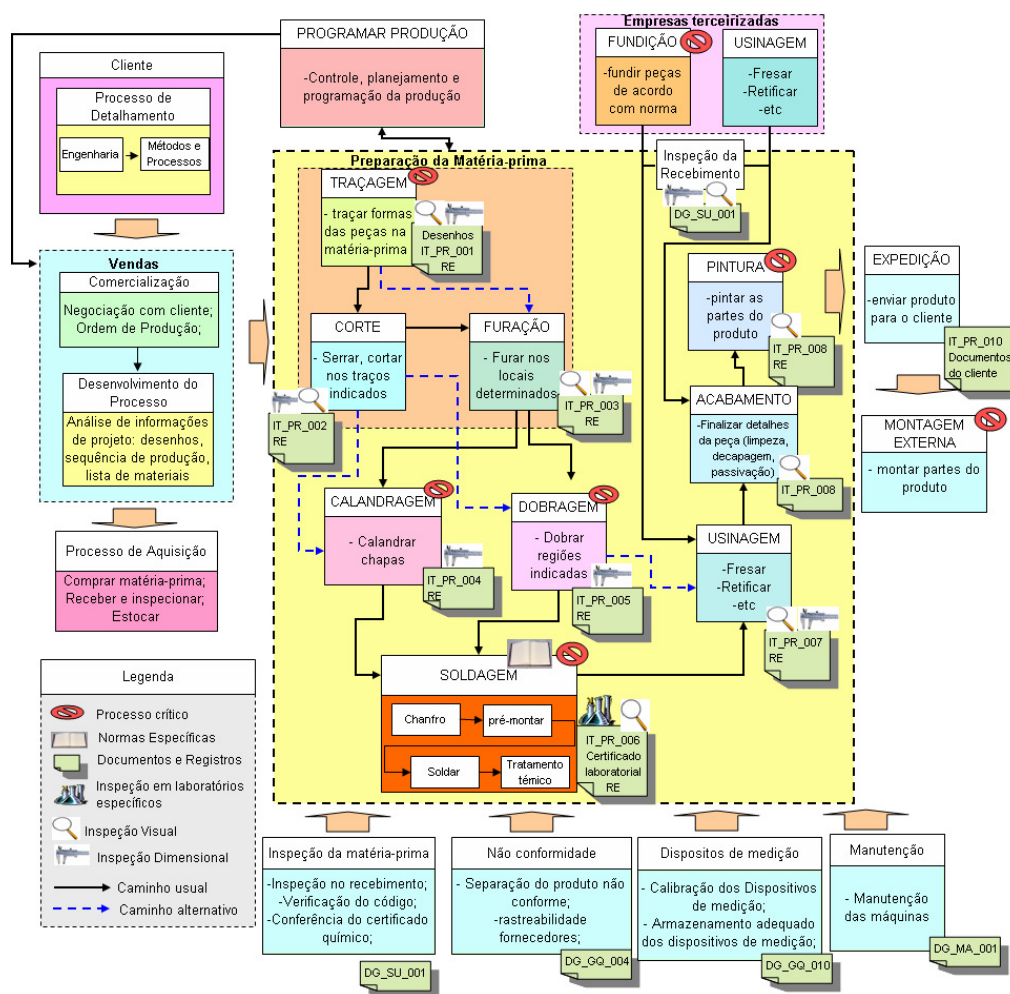 PROGRAMAR PRODUÇÃO
-Controle, planejamento e
programação da produção
Empresas terceirizadas
FUNDIÇÃO
-fundir peças
de acordo
com norma
USINAGEM
-Fresar
-Retificar
-etc
Cliente
Processo de
Detalhamento
Engenharia
Métodos e
Processos
Vendas
Comercialização
Negociação com cliente;
Ordem de Produção;
Desenvolvimento do
Processo
Análise de informações
de projeto: desenhos,
sequência de produção,
lista de materiais
Processo de Aquisição
Comprar matéria-prima;
Receber e inspecionar;
Estocar
Preparação da Matéria-prima
TRAÇAGEM
- traçar formas
das peças na
matéria-prima
Desenhos
IT_PR_001
RE
CORTE
- Serrar, cortar
nos traços
indicados
IT_PR_002
RE
FURAÇÃO
- Furar nos
locais
determinados
IT_PR_003
RE
CALANDRAGEM
- Calandrar
chapas
IT_PR_004
RE
DOBRAGEM
- Dobrar
regiões
indicadas
IT_PR_005
RE
SOLDAGEM
Chanfro
pré-montar
Soldar
Tratamento
témico
IT_PR_006
Certificado
laboratorial
RE
Inspeção da
Recebimento
DG_SU_001
PINTURA
-pintar as
partes do
produto
IT_PR_008
RE
ACABAMENTO
-Finalizar detalhes
da peça (limpeza,
decapagem,
passivação)
IT_PR_008
USINAGEM
-Fresar
-Retificar
-etc
IT_PR_007
RE
EXPEDIÇÃO
-enviar produto
para o cliente
IT_PR_010
Documentos
do cliente
MONTAGEM
EXTERNA
- montar partes do
produto
Legenda
Processo crítico
Normas Específicas
Documentos e Registros
Inspeção em laboratórios
específicos
Inspeção Visual
Inspeção Dimensional
Caminho usual
Caminho alternativo
Inspeção da matéria-prima
-Inspeção no recebimento;
-Verificação do código;
-Conferência do certificado
químico;
DG_SU_001
Não conformidade
- Separação do produto não
conforme;
-rastreabilidade
fornecedores;
DG_GQ_004
Dispositos de medição
- Calibração dos Dispositivos
de medição;
- Armazenamento adequado
dos dispositivos de medição;
DG_GQ_010
Manutenção
- Manutenção
das máquinas
DG_MA_001